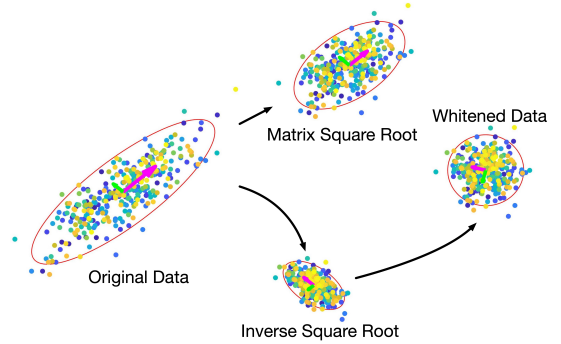 Matrix Square Root
Whitened Data
Original Data
Inverse Square Root